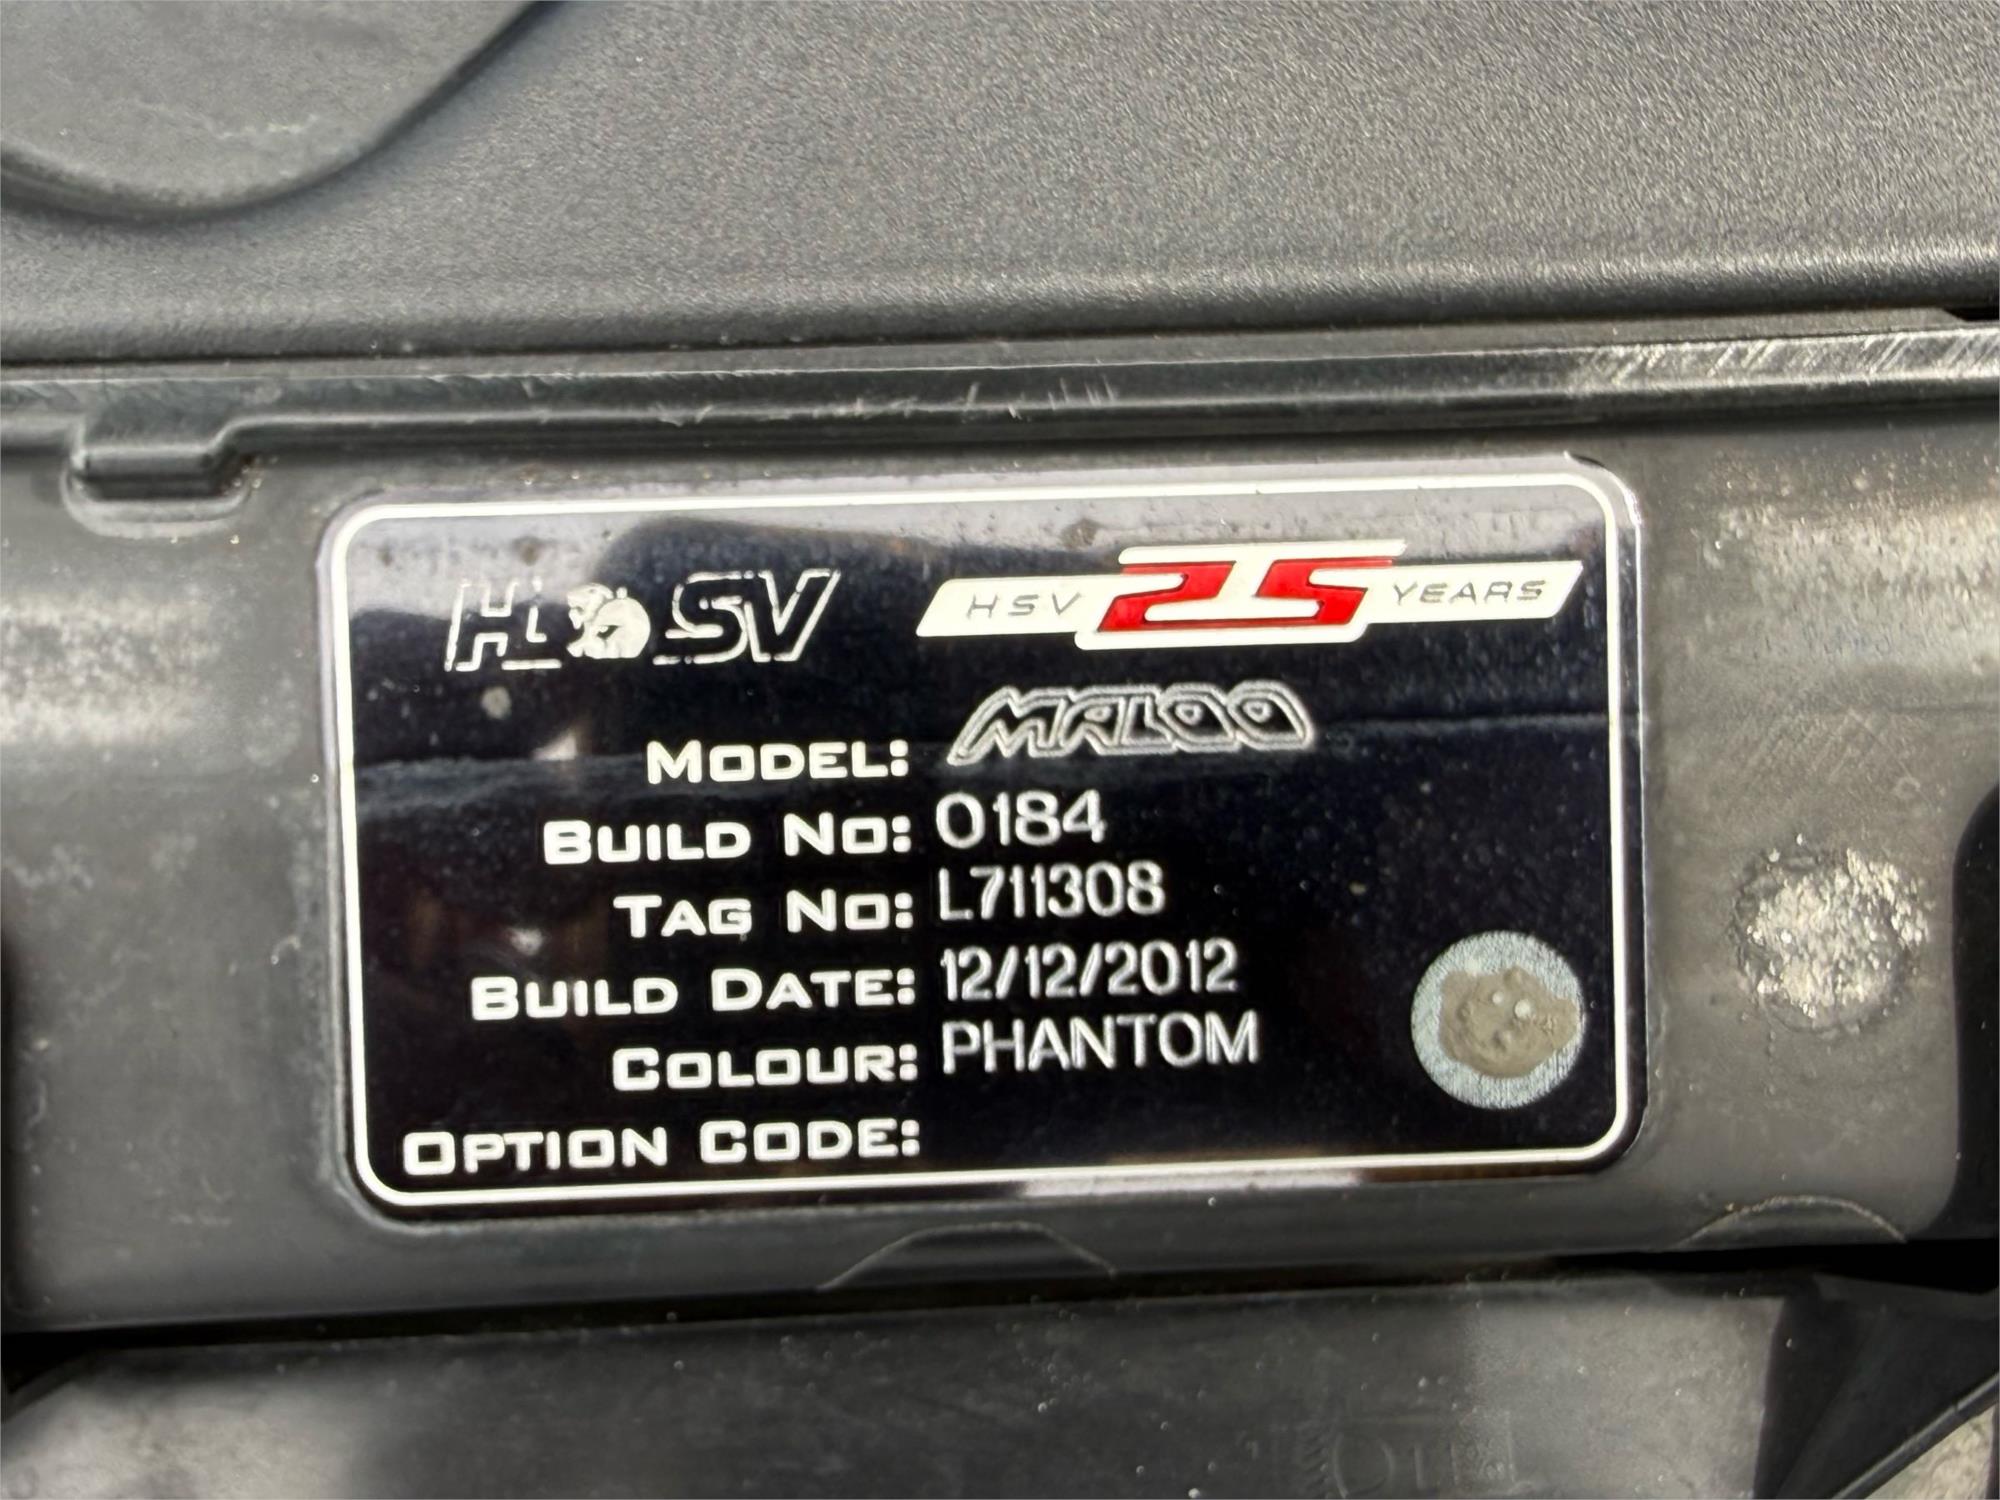 HSV
HSV 25 YEARS
MODEL: MALOO
BUILD NO: 0184
TAG NO: L711308
BUILD DATE: 12/12/2012
COLOUR: PHANTOM
OPTION CODE: